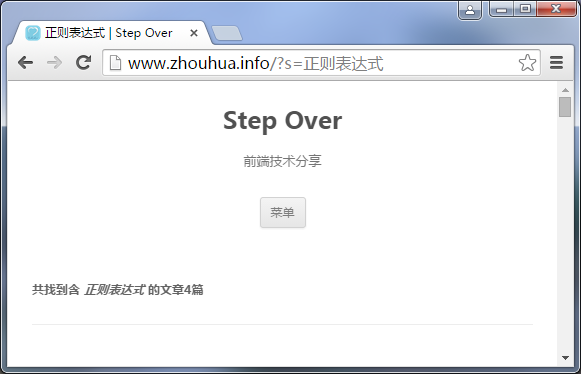 正则表达式 | Step Over
www.zhouhua.info/?s=正则表达式
Step Over
前端技术分享
菜单
共找到含 正则表达式 的文章4篇